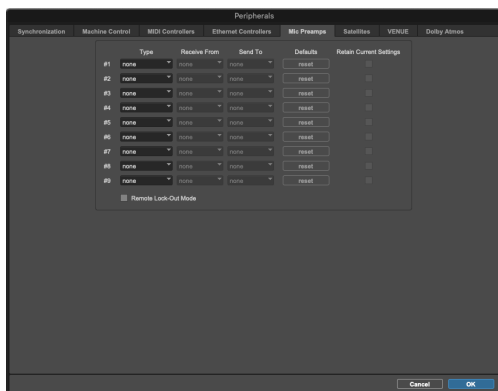 Peripherals
Synchronization Machine Control MIDI Controllers Ethernet Controllers Mic Preamps Satellites VENUE Dolby Atmos
Type Receive From Send To Defaults Retain Current Settings
#1 none none none reset
#2 none none none reset
#3 none none none reset
#4 none none none reset
#5 none none none reset
#6 none none none reset
#7 none none none reset
#8 none none none reset
#9 none none none reset
Remote Lock-Out Mode
Cancel OK